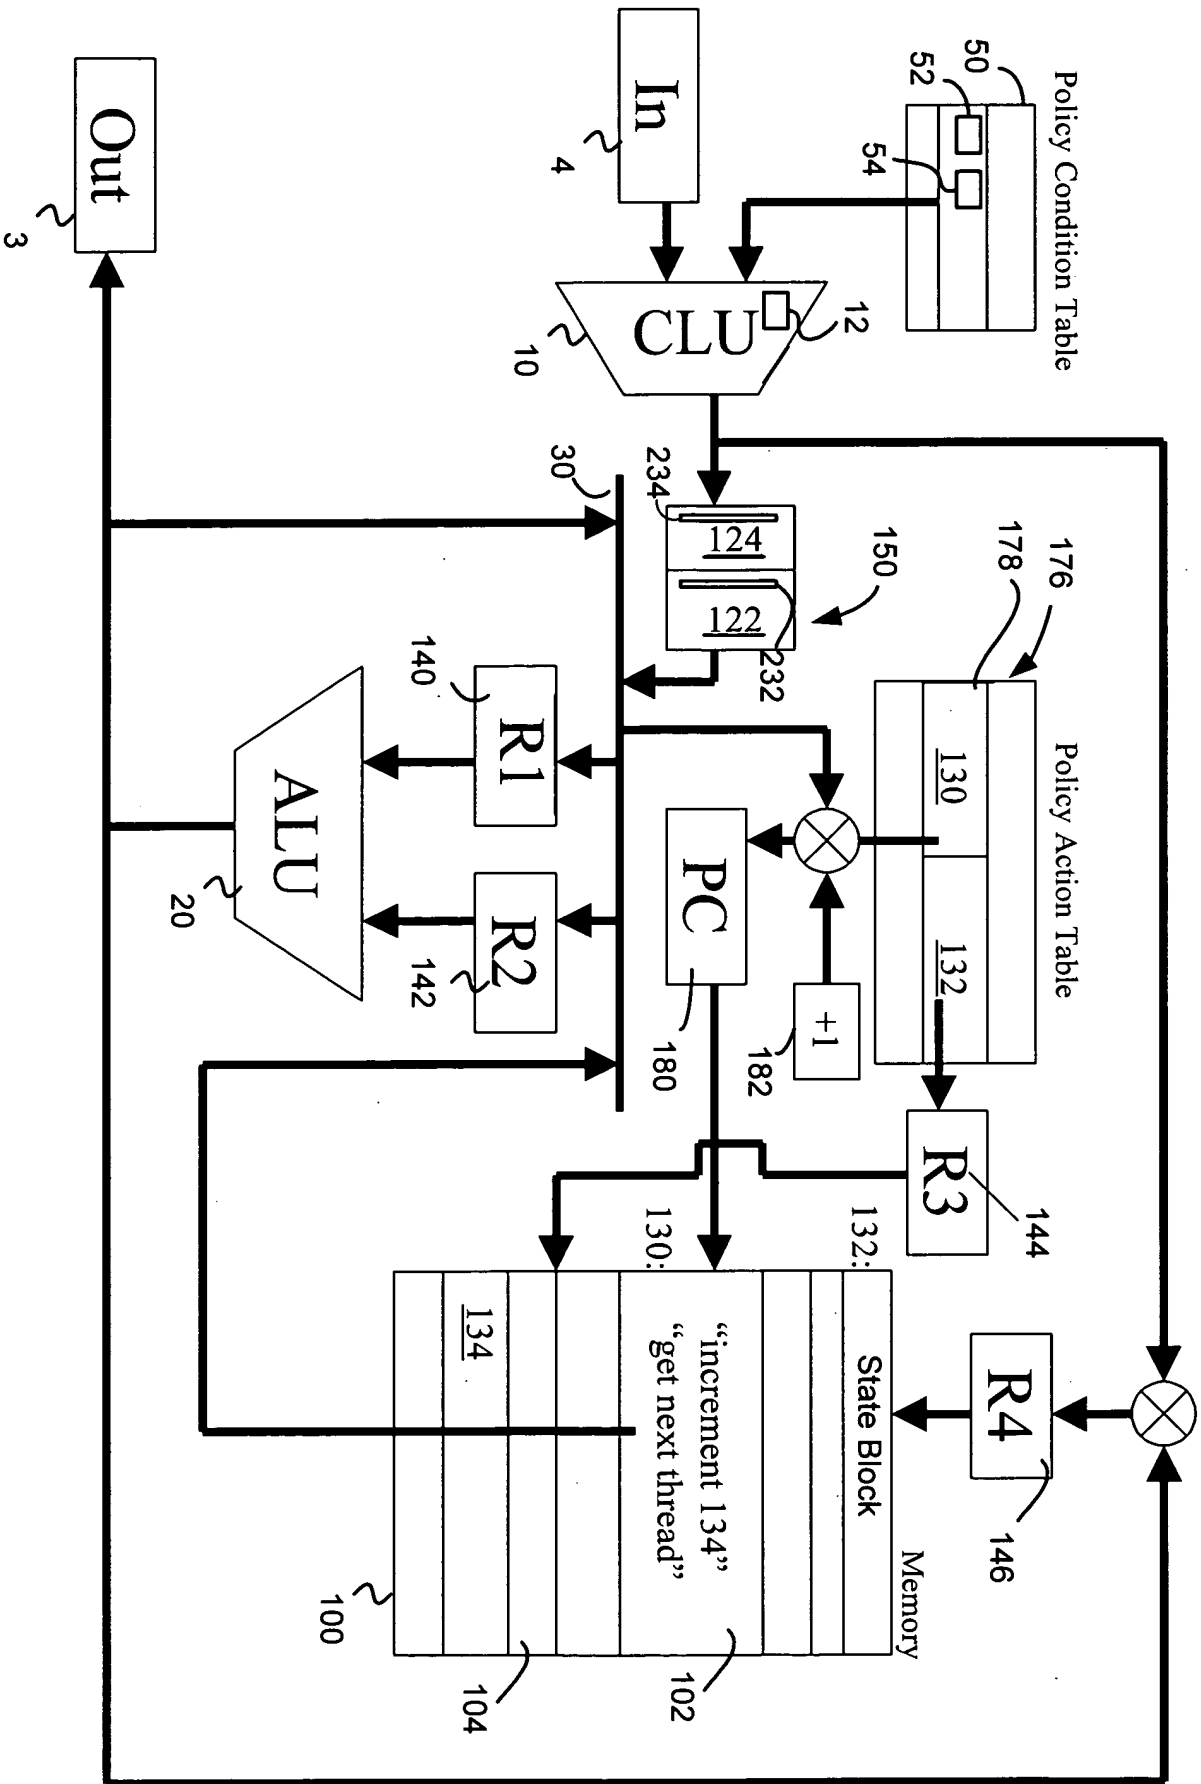 Policy Condition Table
50
52
54
In
4
CLU
12
10
Out
3
Policy Action Table
176
178
130
132
150
234
124
122
232
30
+1
182
PC
180
R1
140
R2
142
ALU
20
R3
144
R4
146
Memory
132:
State Block
130:
“increment 134”
“get next thread”
102
134
104
100